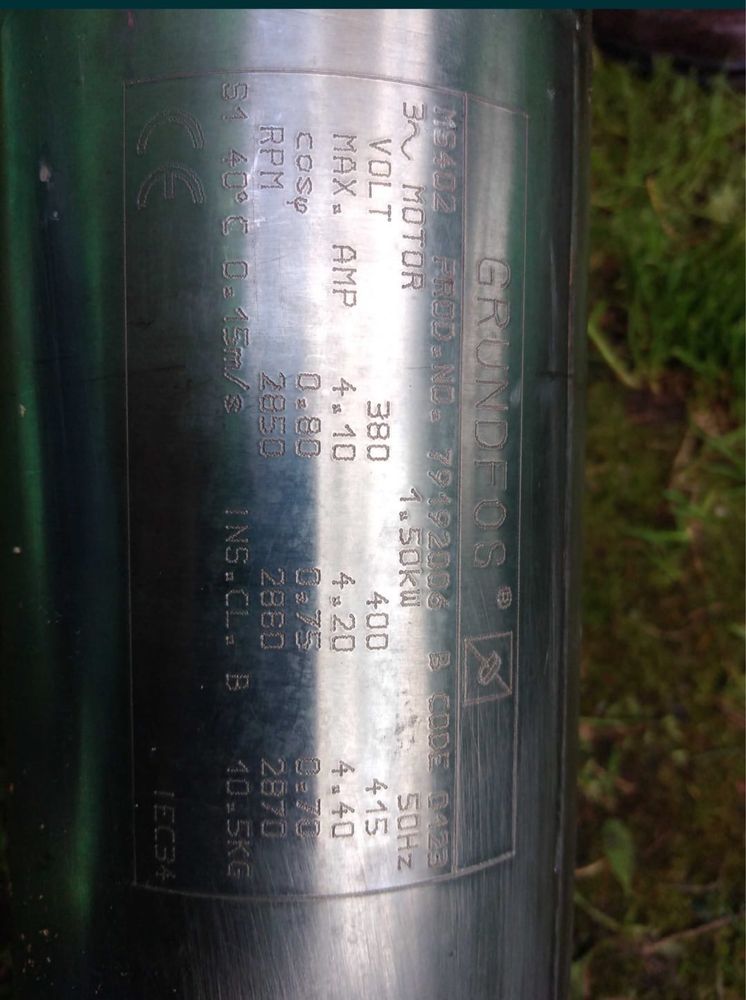 GRUNDFOS®
MS402 PROD.NO. 79192006 B CODE 0123
3~ MOTOR 1.50KW 50Hz
VOLT 380 400 415
MAX. AMP 4.10 4.20 4.40
cosφ 0.80 0.75 0.70
RPM 2850 2860 2870
S1 40°C 0.15m/s INS.CL. B 10.5KG
CE IEC34